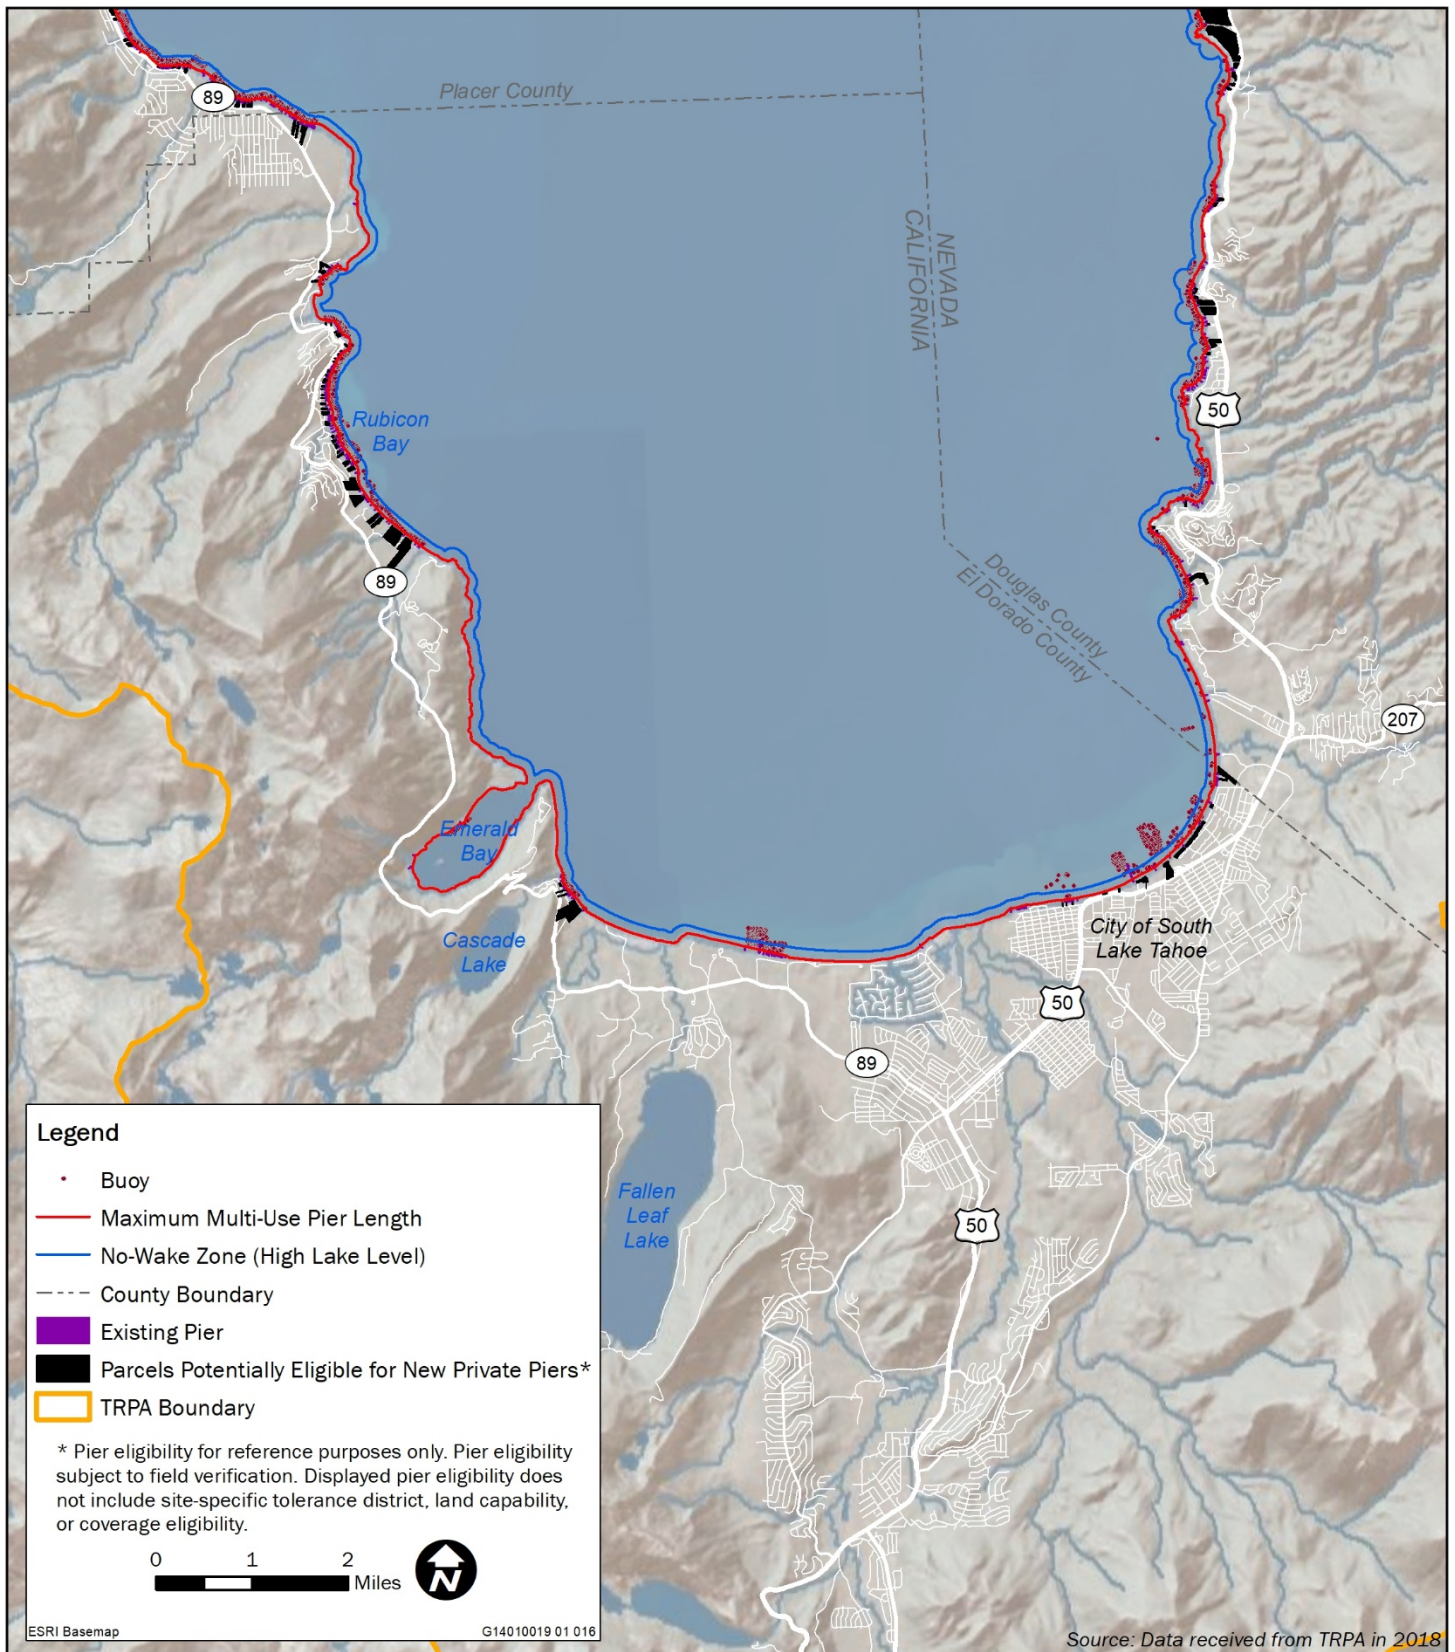 89
Placer County
NEVADA
CALIFORNIA
Rubicon
Bay
50
89
Douglas County
El Dorado County
207
Emerald
Bay
Cascade
Lake
City of South
Lake Tahoe
50
89
Fallen
Leaf
Lake
50
Legend
Buoy
Maximum Multi-Use Pier Length
No-Wake Zone (High Lake Level)
County Boundary
Existing Pier
Parcels Potentially Eligible for New Private Piers*
TRPA Boundary
* Pier eligibility for reference purposes only. Pier eligibility
subject to field verification. Displayed pier eligibility does
not include site-specific tolerance district, land capability,
or coverage eligibility.
0 1 2
Miles
N
ESRI Basemap
G14010019 01 016
Source: Data received from TRPA in 2018